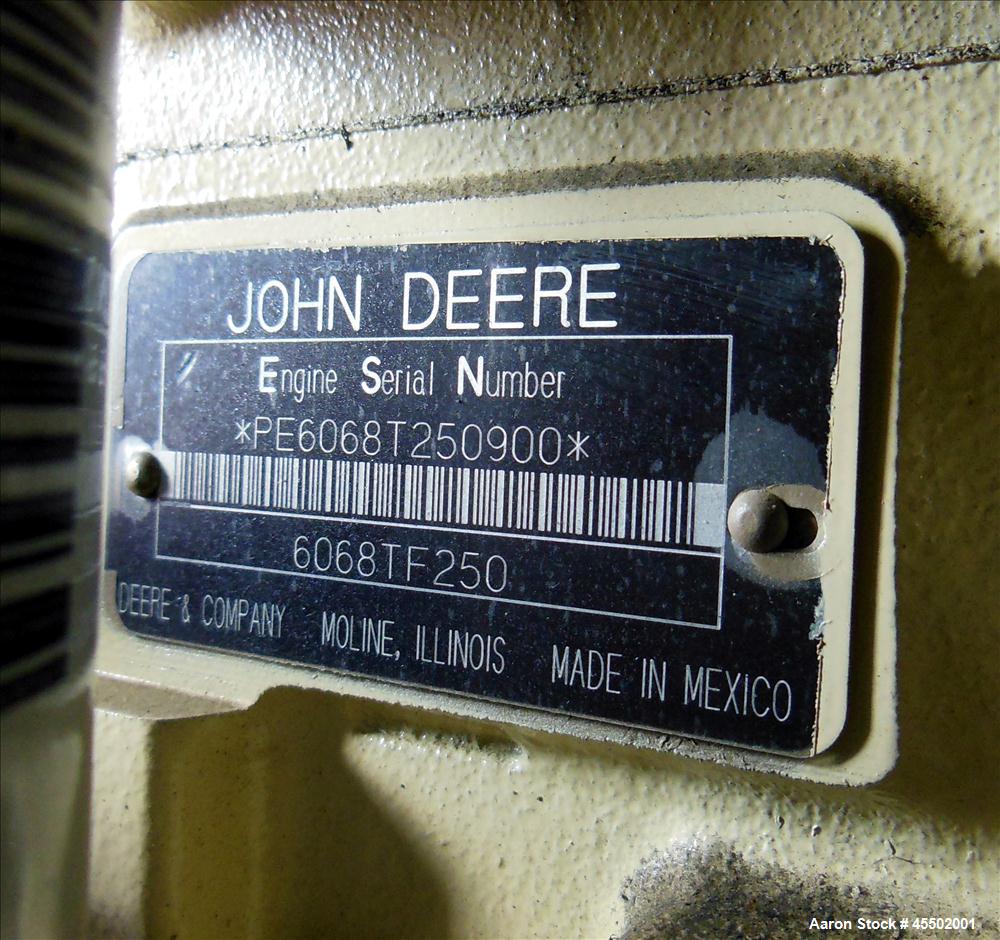 JOHN DEERE
Engine Serial Number
*PE6068T250900*
6068TF250
DEERE & COMPANY MOLINE, ILLINOIS MADE IN MEXICO
Aaron Stock # 45502001